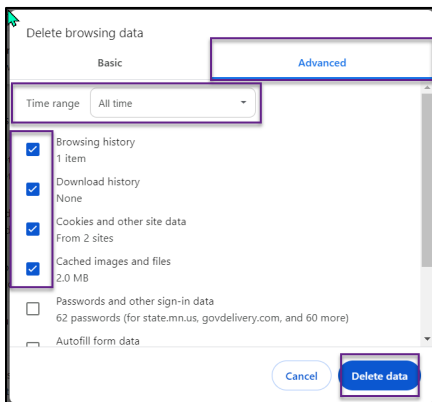 Delete browsing data
Basic
Advanced
Time range
All time
Browsing history
1 item
Download history
None
Cookies and other site data
From 2 sites
Cached images and files
2.0 MB
Passwords and other sign-in data
62 passwords (for state.mn.us, govdelivery.com, and 60 more)
Autofill form data
Cancel
Delete data